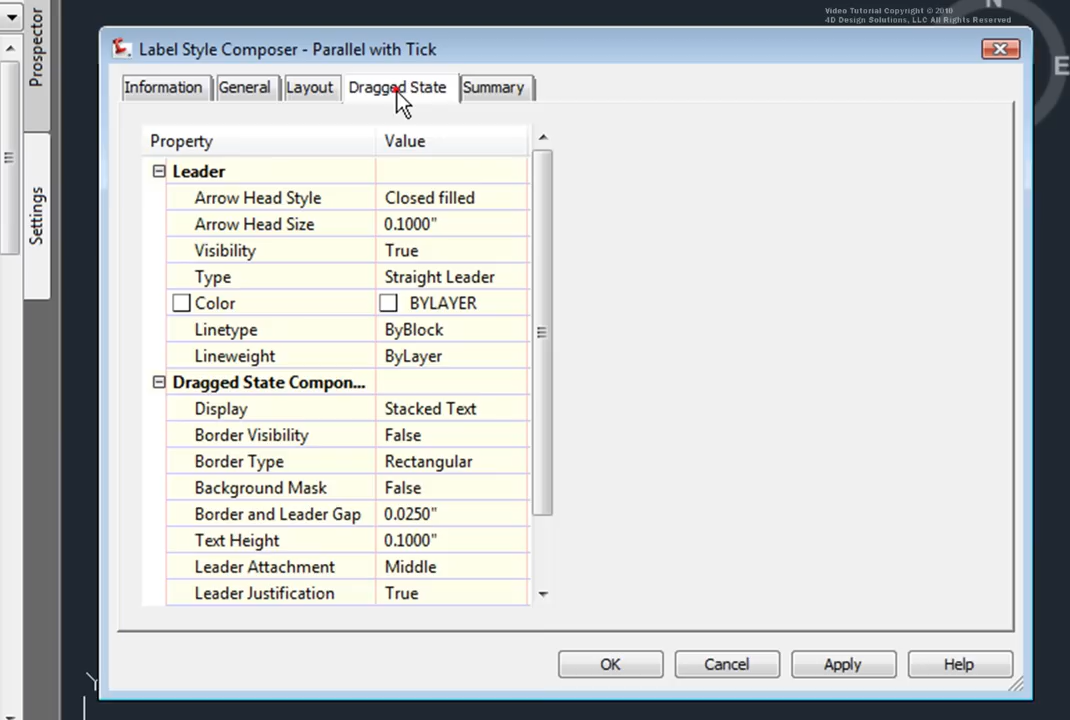 Video Tutorial Copyright © 2010
4D Design Solutions, LLC All Rights Reserved
N
E
Prospector
Settings
Label Style Composer - Parallel with Tick
Information General Layout Dragged State Summary
Property Value
Leader
Arrow Head Style Closed filled
Arrow Head Size 0.1000"
Visibility True
Type Straight Leader
Color BYLAYER
Linetype ByBlock
Lineweight ByLayer
Dragged State Compon...
Display Stacked Text
Border Visibility False
Border Type Rectangular
Background Mask False
Border and Leader Gap 0.0250"
Text Height 0.1000"
Leader Attachment Middle
Leader Justification True
OK Cancel Apply Help
Y